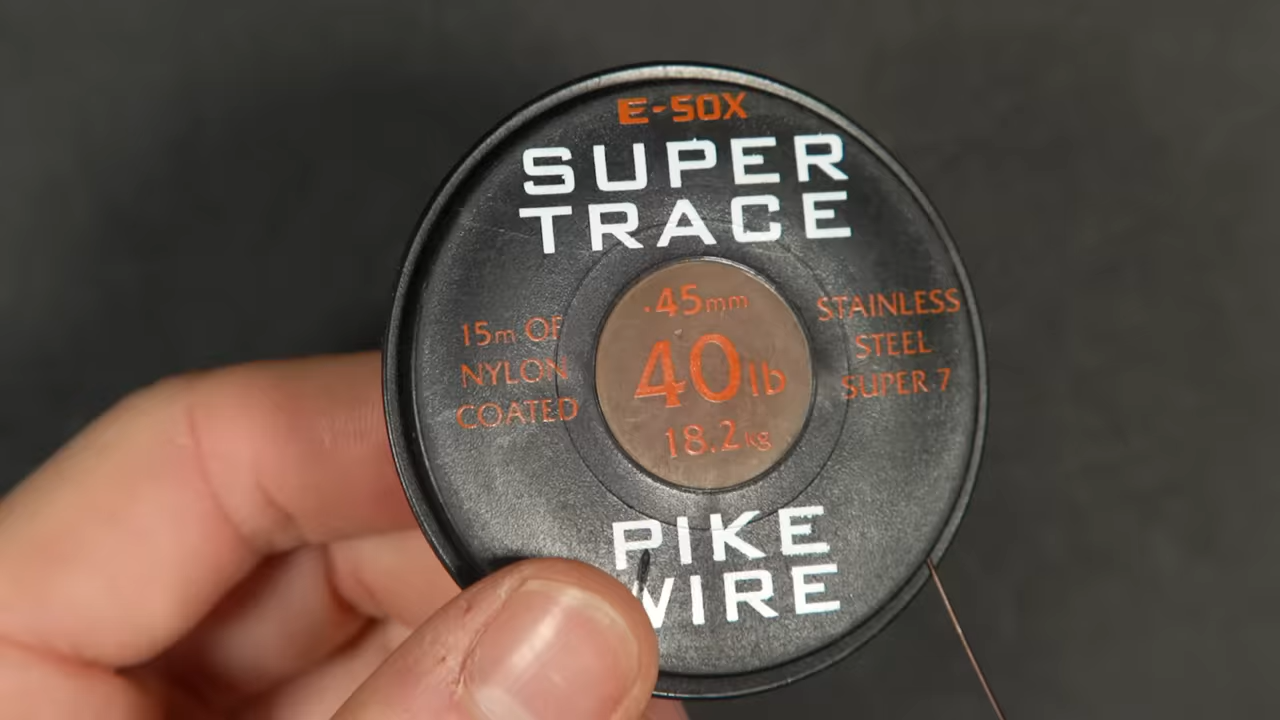 E-SOX
SUPER
TRACE
.45mm
40lb
18.2kg
15m OF
NYLON
COATED
STAINLESS
STEEL
SUPER 7
PIKE
WIRE